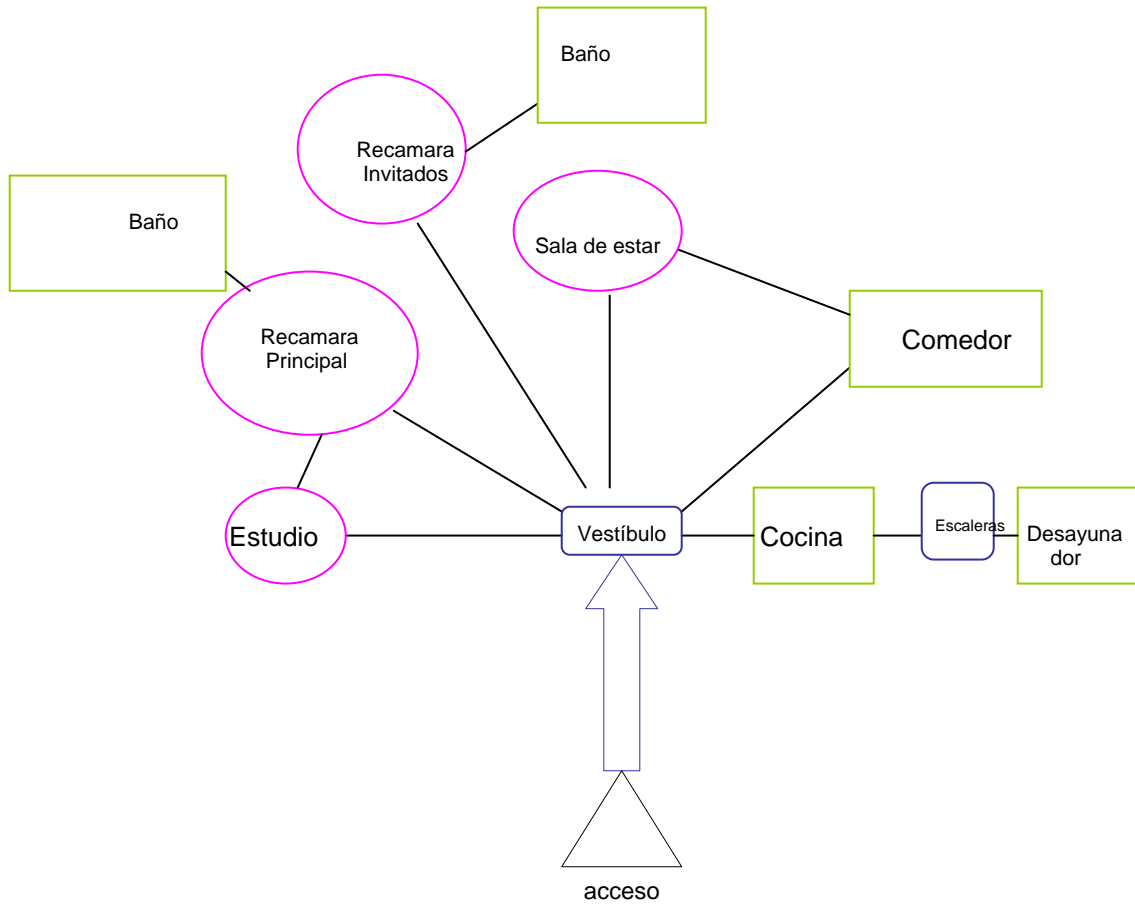 Baño
Recamara
Invitados
Baño
Sala de estar
Recamara
Principal
Comedor
Estudio
Vestíbulo
Cocina
Escaleras
Desayuna
dor
acceso